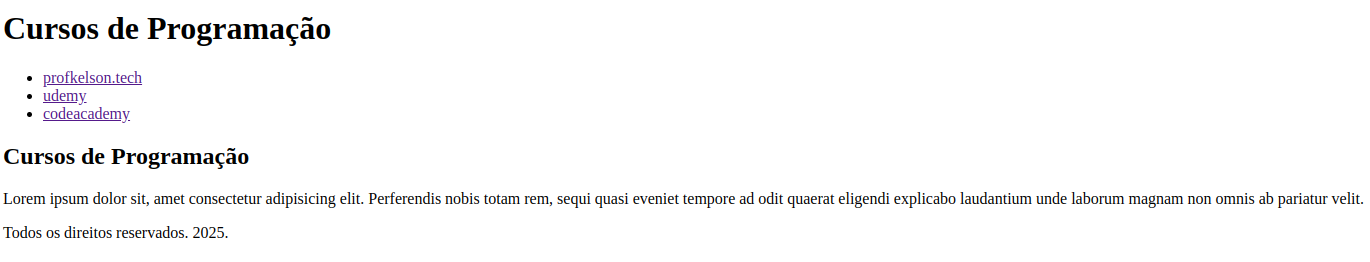 Cursos de Programação
profkelson.tech
udemy
codeacademy
Cursos de Programação
Lorem ipsum dolor sit, amet consectetur adipisicing elit. Perferendis nobis totam rem, sequi quasi eveniet tempore ad odit quaerat eligendi explicabo laudantium unde laborum magnam non omnis ab pariatur velit.
Todos os direitos reservados. 2025.